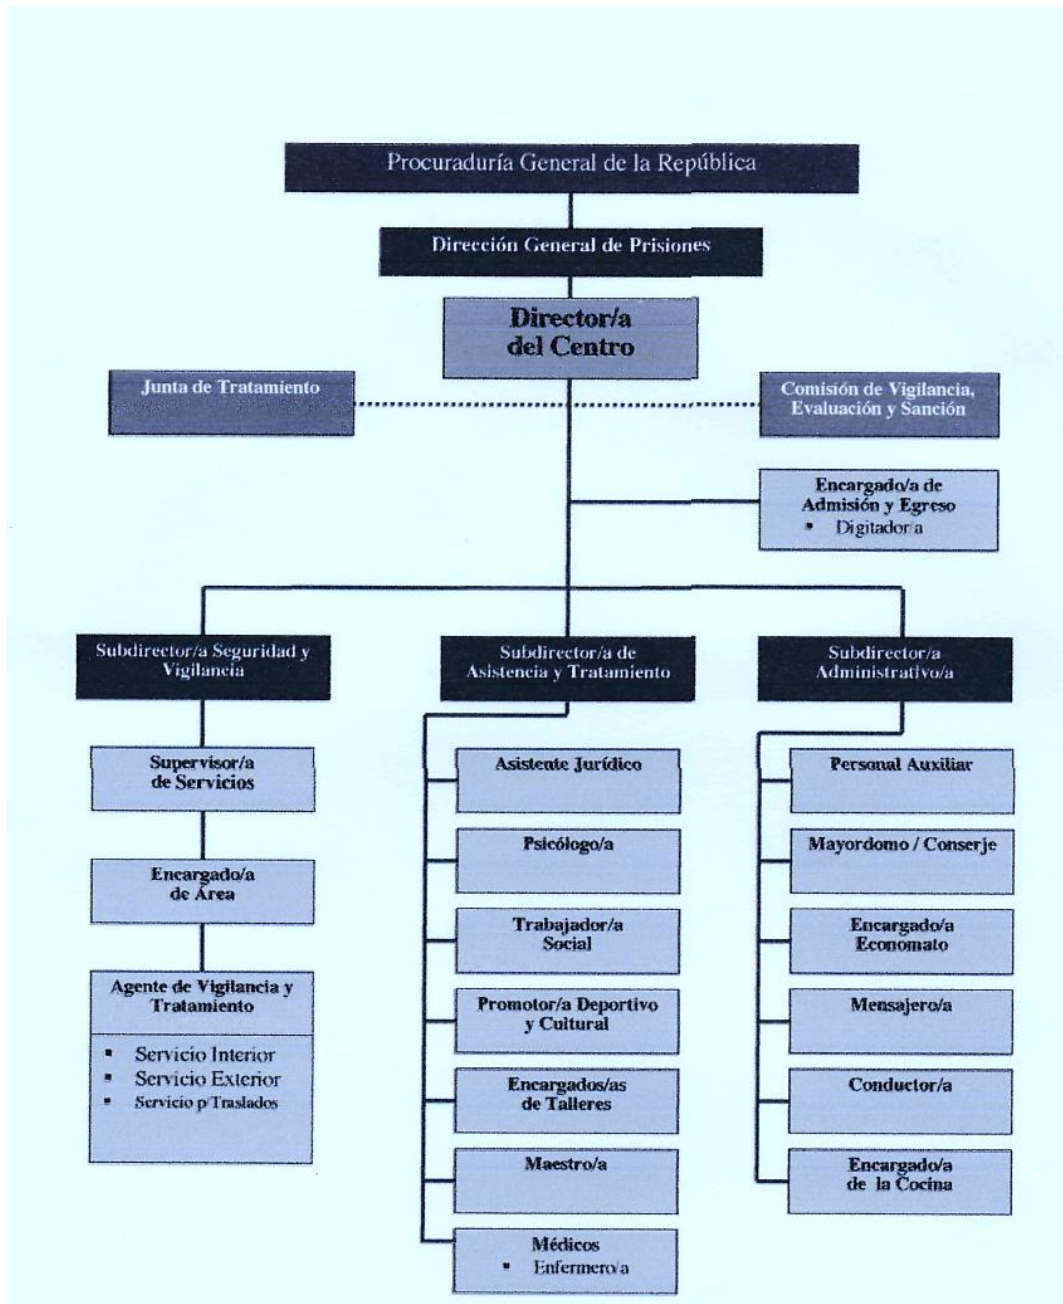 Procuraduría General de la República
Dirección General de Prisiones
Director/a
del Centro
Junta de Tratamiento
Comisión de Vigilancia,
Evaluación y Sanción
Encargado/a de
Admisión y Egreso
▪ Digitador/a
Subdirector/a Seguridad y
Vigilancia
Supervisor/a
de Servicios
Encargado/a
de Área
Agente de Vigilancia y
Tratamiento
▪ Servicio Interior
▪ Servicio Exterior
▪ Servicio p/Traslados
Subdirector/a de
Asistencia y Tratamiento
Asistente Jurídico
Psicólogo/a
Trabajador/a
Social
Promotor/a Deportivo
y Cultural
Encargados/as
de Talleres
Maestro/a
Médicos
▪ Enfermero/a
Subdirector/a
Administrativo/a
Personal Auxiliar
Mayordomo / Conserje
Encargado/a
Economato
Mensajero/a
Conductor/a
Encargado/a
de la Cocina